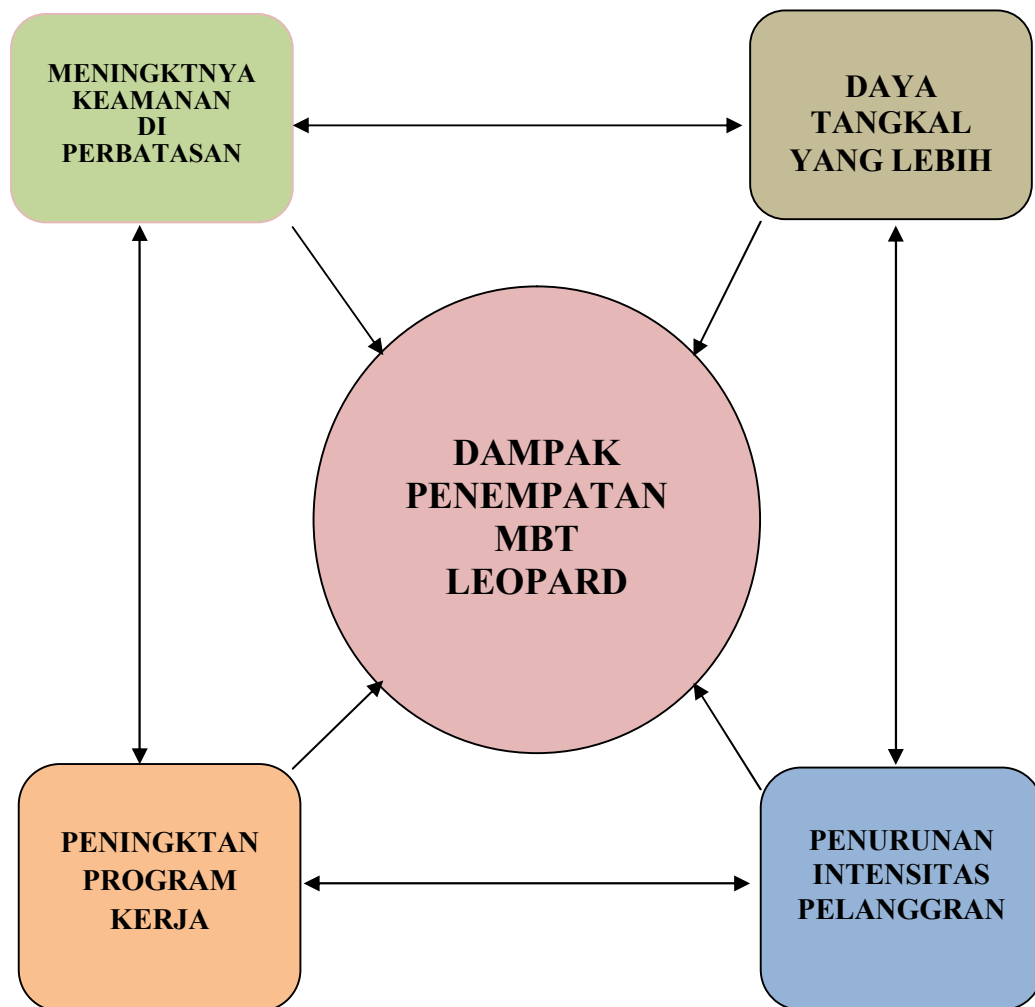 MENINGKTNYA
KEAMANAN
DI
PERBATASAN
DAYA
TANGKAL
YANG LEBIH
DAMPAK
PENEMPATAN
MBT
LEOPARD
PENINGKTAN
PROGRAM
KERJA
PENURUNAN
INTENSITAS
PELANGGRAN